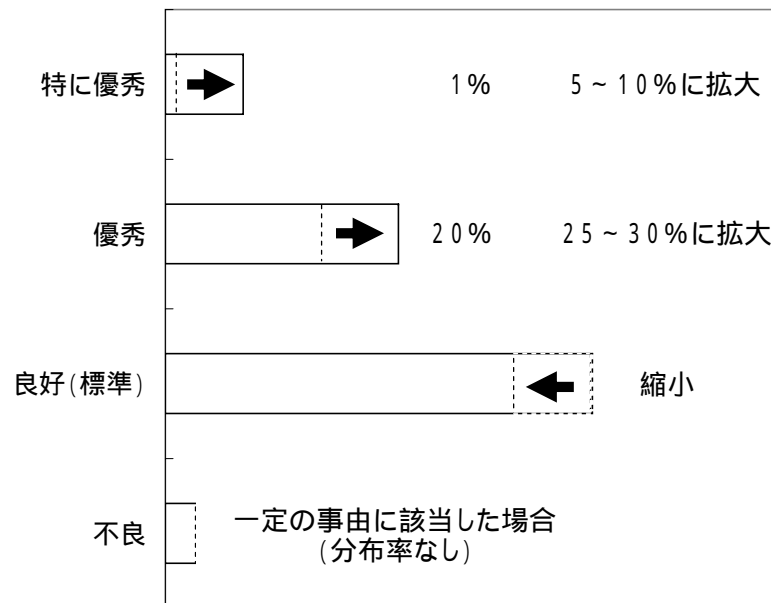 特に優秀 1% 5~10%に拡大
優秀 20% 25~30%に拡大
良好(標準) 縮小
不良 一定の事由に該当した場合
(分布率なし)